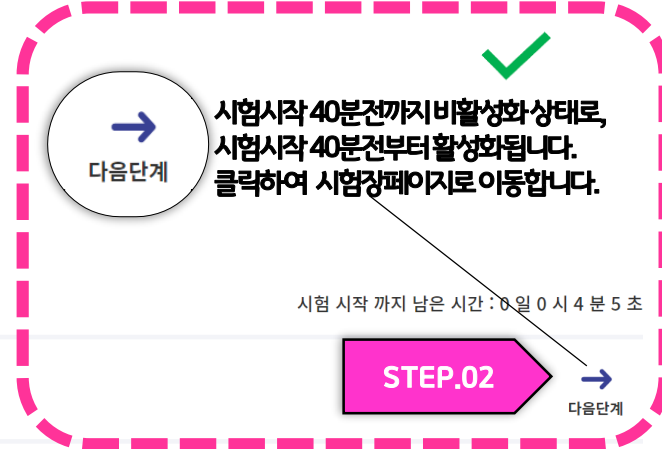 시험시작 40분전까지 비활성화 상태로,
시험시작 40분전부터 활성화됩니다.
클릭하여 시험장페이지로 이동합니다.
다음단계
시험 시작 까지 남은 시간 : 0 일 0 시 4 분 5 초
STEP.02
다음단계